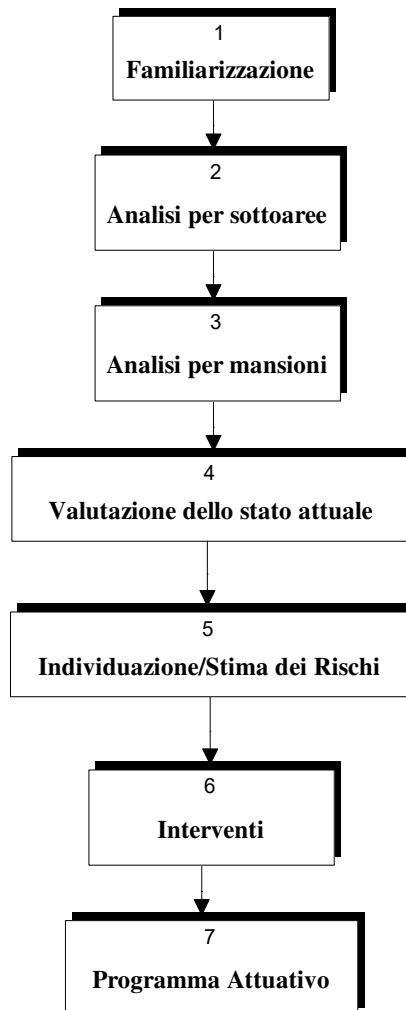 1
Familiarizzazione
2
Analisi per sottoaree
3
Analisi per mansioni
4
Valutazione dello stato attuale
5
Individuazione/Stima dei Rischi
6
Interventi
7
Programma Attuativo